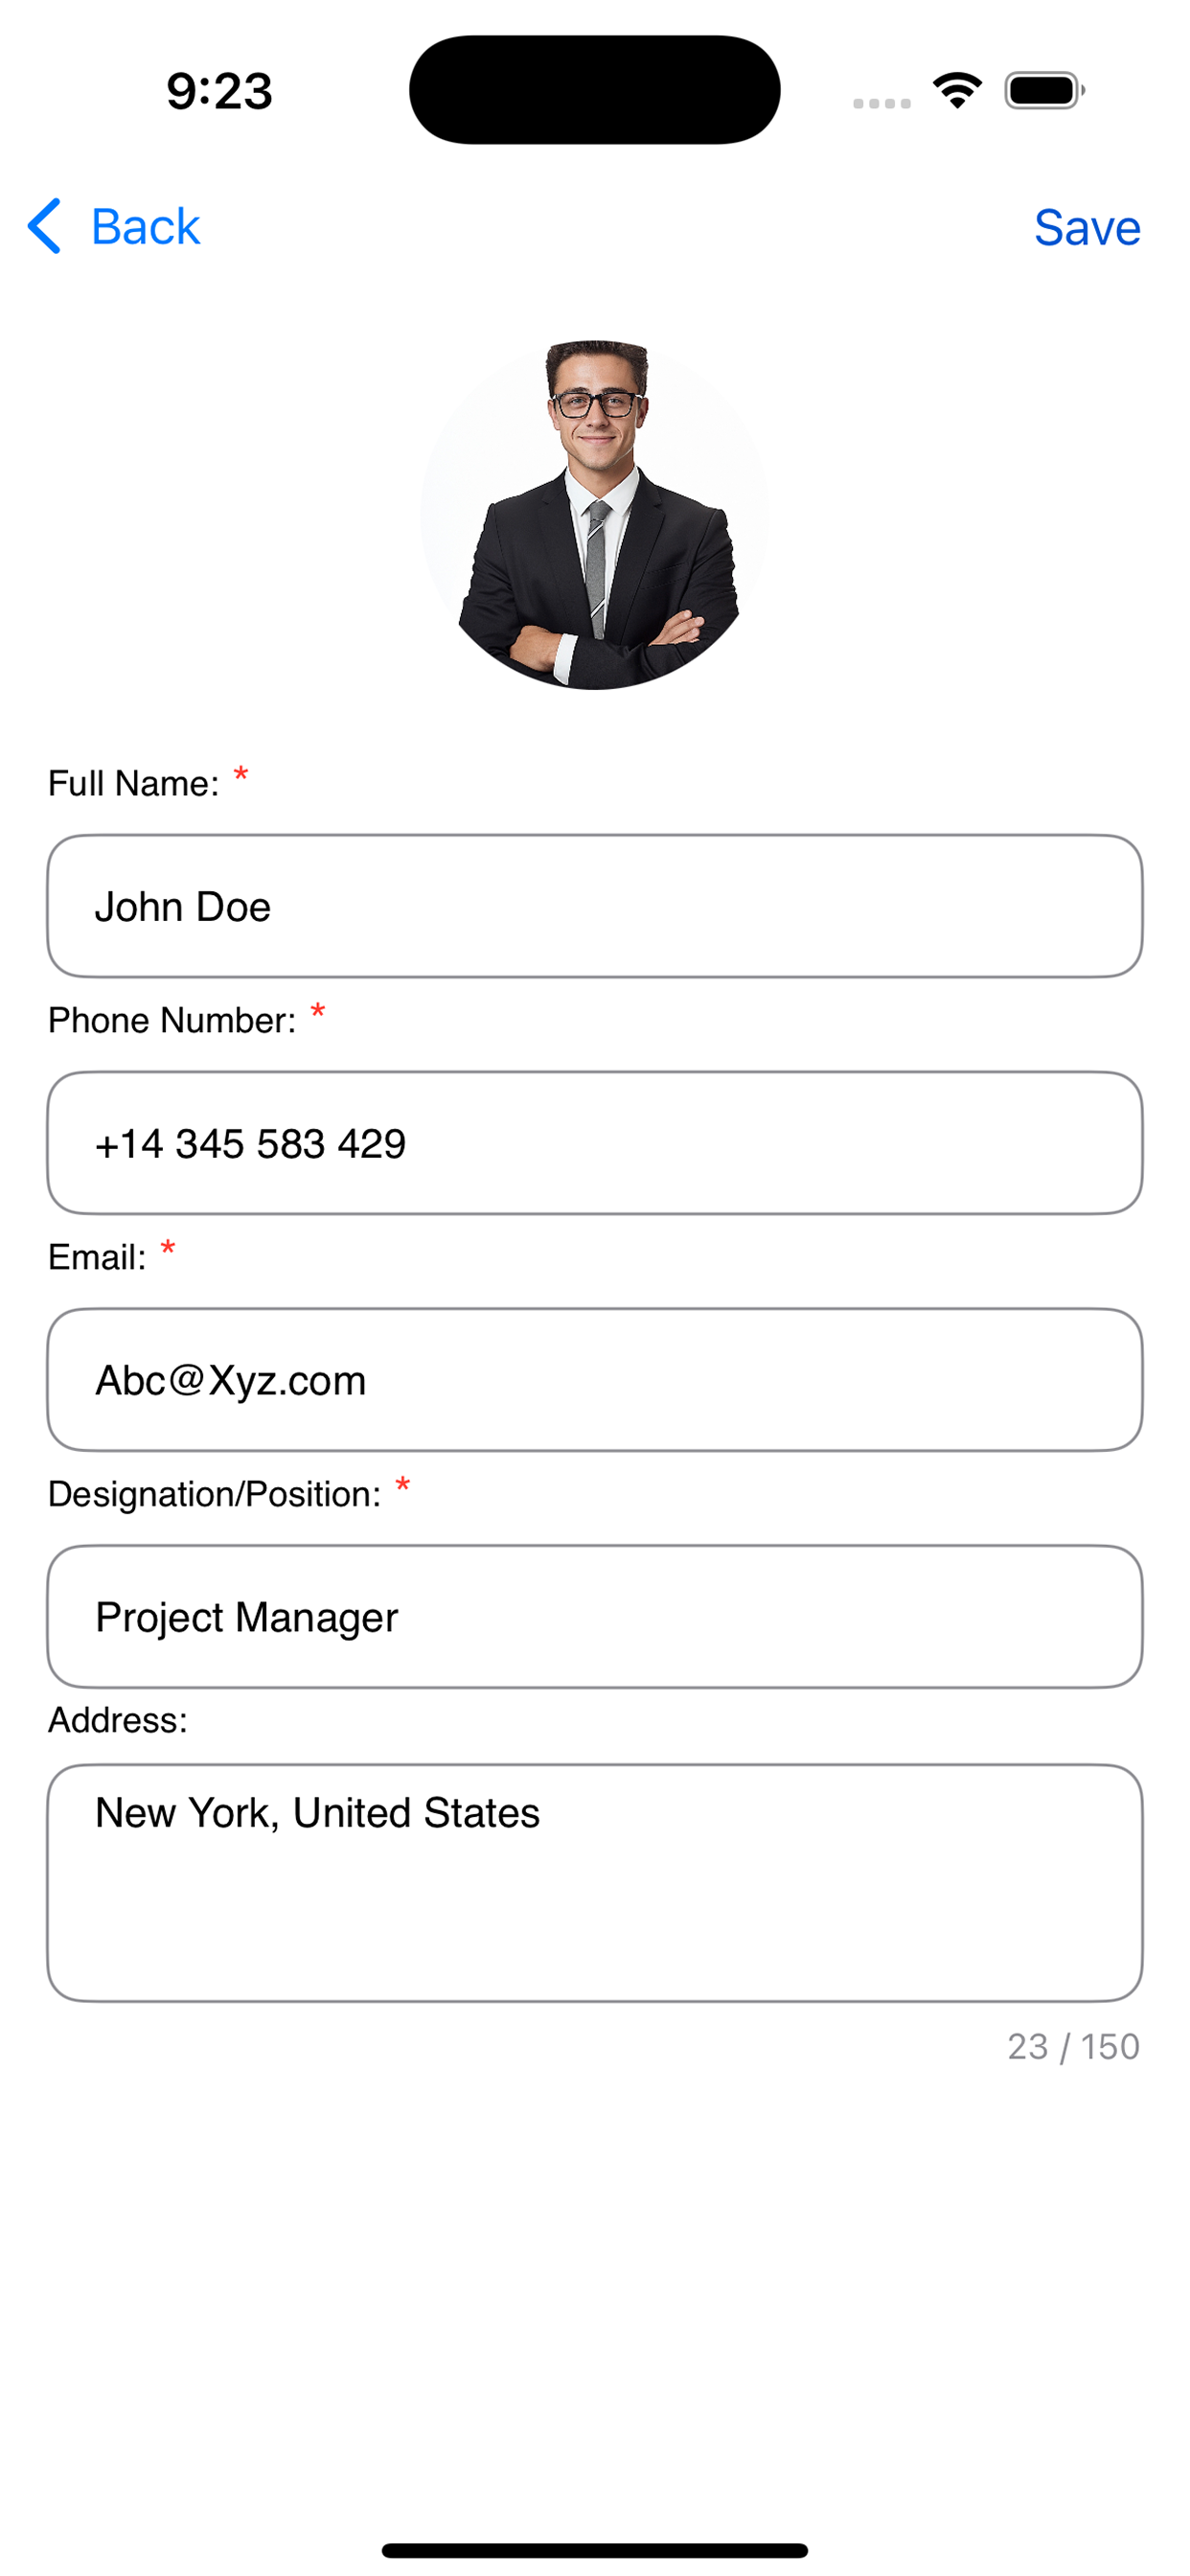 9:23
Back
Save
Full Name: *
John Doe
Phone Number: *
+14 345 583 429
Email: *
Abc@Xyz.com
Designation/Position: *
Project Manager
Address:
New York, United States
23 / 150